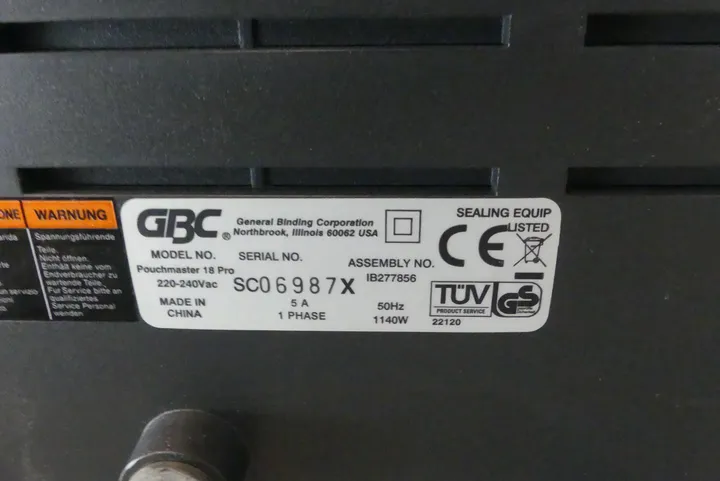 ONE
WARNUNG
Spannungsführende
Teile.
Nicht öffnen.
Enthält keine vom
Endverbraucher zu
wartende Teile.
Für Service bitte an
qualifiziertes
Service Personal
wenden
GBC®
General Binding Corporation
Northbrook, Illinois 60062 USA
SEALING EQUIP
LISTED
CE
MODEL NO.
SERIAL NO.
ASSEMBLY NO.
Pouchmaster 18 Pro
220-240Vac
SC06987X
IB277856
MADE IN
CHINA
5 A
1 PHASE
50Hz
1140W
TÜV
PRODUCT SERVICE
GS
22120